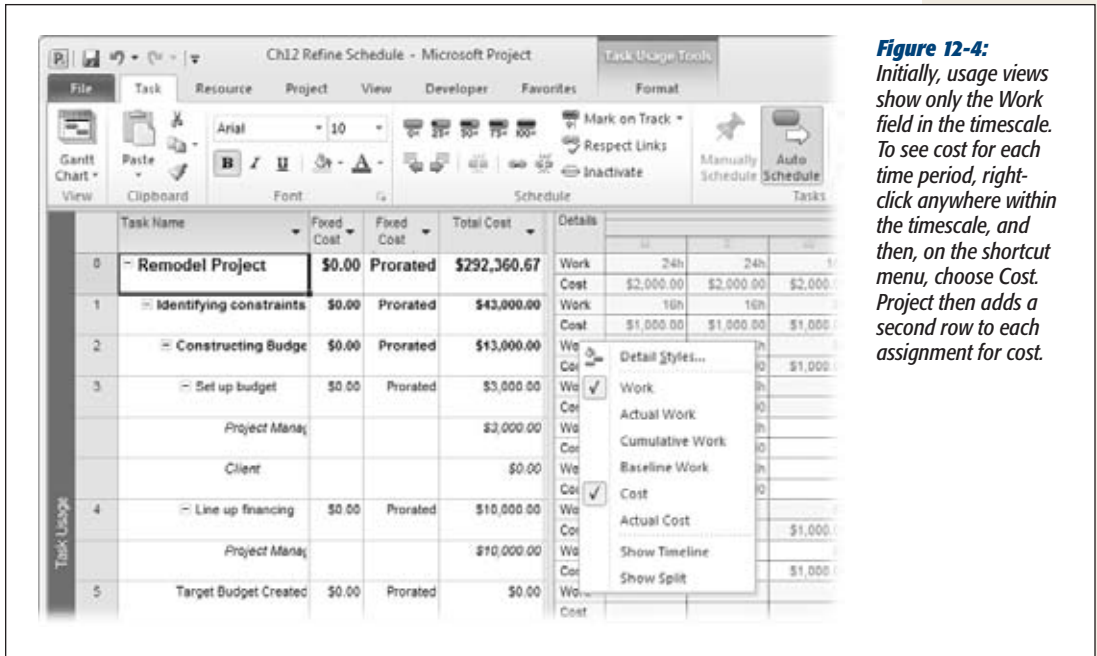 Ch12 Refine Schedule - Microsoft Project
Task Usage Tools
File Task Resource Project View Developer Favorites Format
Gantt Chart
View
Paste
Clipboard
Arial 10
B I U A
Font
0% 25% 50% 75% 100%
Mark on Track
Respect Links
Inactivate
Schedule
Manually Schedule
Auto Schedule
Tasks
Task Name Fixed Cost Fixed Cost Total Cost Details
0 Remodel Project $0.00 Prorated $292,360.67 Work 24h 24h
Cost $2,000.00 $2,000.00 $2,000
1 Identifying constraints $0.00 Prorated $43,000.00 Work 16h 16h
Cost $1,000.00 $1,000.00 $1,000
2 Constructing Budge $0.00 Prorated $13,000.00
$1,000
3 Set up budget $0.00 Prorated $3,000.00
Project Manag $3,000.00
Client $0.00
4 Line up financing $0.00 Prorated $10,000.00
$1,000
Project Manag $10,000.00
$1,000
5 Target Budget Created $0.00 Prorated $0.00
Cost
Detail Styles...
Work
Actual Work
Cumulative Work
Baseline Work
Cost
Actual Cost
Show Timeline
Show Split
Task Usage
Figure 12-4:
Initially, usage views
show only the Work
field in the timescale.
To see cost for each
time period, right-
click anywhere within
the timescale, and
then, on the shortcut
menu, choose Cost.
Project then adds a
second row to each
assignment for cost.